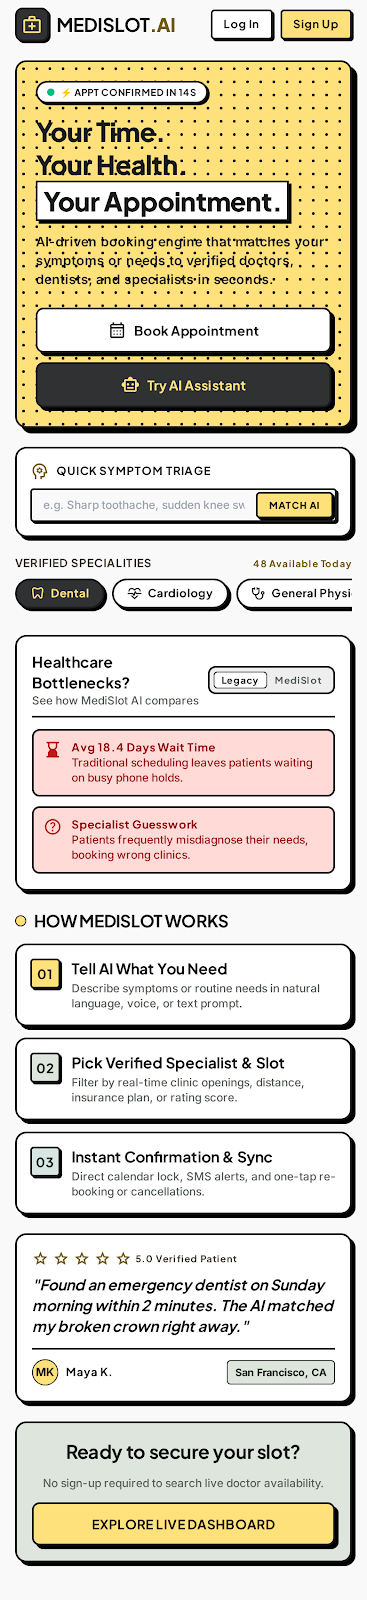 MEDISLOT.AI
Log In
Sign Up
⚡ APPT CONFIRMED IN 14S
Your Time.
Your Health.
Your Appointment.
AI-driven booking engine that matches your
symptoms or needs to verified doctors,
dentists, and specialists in seconds.
Book Appointment
Try AI Assistant
QUICK SYMPTOM TRIAGE
e.g. Sharp toothache, sudden knee sw
MATCH AI
VERIFIED SPECIALITIES
48 Available Today
Dental
Cardiology
General Physi
Healthcare
Bottlenecks?
See how MediSlot AI compares
Legacy
MediSlot
Avg 18.4 Days Wait Time
Traditional scheduling leaves patients waiting
on busy phone holds.
Specialist Guesswork
Patients frequently misdiagnose their needs,
booking wrong clinics.
HOW MEDISLOT WORKS
01
Tell AI What You Need
Describe symptoms or routine needs in natural
language, voice, or text prompt.
02
Pick Verified Specialist & Slot
Filter by real-time clinic openings, distance,
insurance plan, or rating score.
03
Instant Confirmation & Sync
Direct calendar lock, SMS alerts, and one-tap re-
booking or cancellations.
5.0 Verified Patient
"Found an emergency dentist on Sunday
morning within 2 minutes. The AI matched
my broken crown right away."
MK
Maya K.
San Francisco, CA
Ready to secure your slot?
No sign-up required to search live doctor availability.
EXPLORE LIVE DASHBOARD